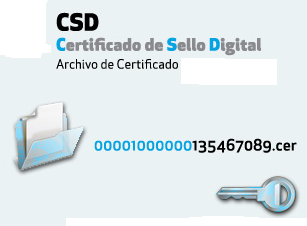 CSD
Certificado de Sello Digital
Archivo de Certificado
00001000000135467089.cer